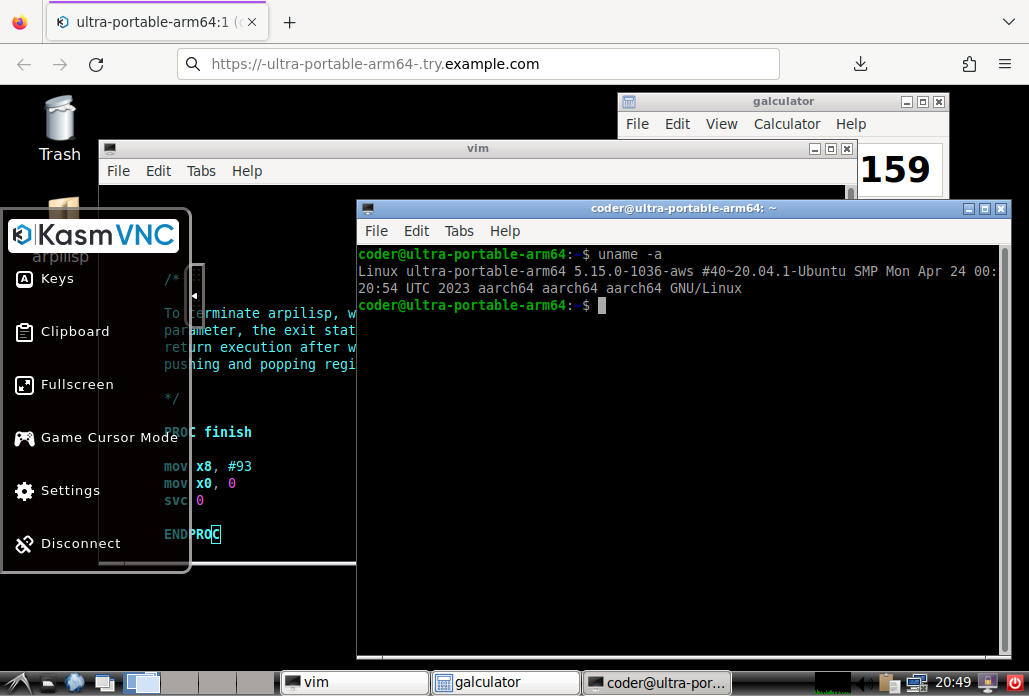 ultra-portable-arm64:1 (
https://-ultra-portable-arm64-.try.example.com
Trash
galculator
File Edit View Calculator Help
159
vim
File Edit Tabs Help
KasmVNC
arpilisp
Keys
Clipboard
Fullscreen
Game Cursor Mode
Settings
Disconnect
/*
To terminate arpilisp, w
parameter, the exit stat
return execution after w
pushing and popping regi
*/
PROC finish
mov x8, #93
mov x0, 0
svc 0
ENDPROC
coder@ultra-portable-arm64: ~
File Edit Tabs Help
coder@ultra-portable-arm64:~$ uname -a
Linux ultra-portable-arm64 5.15.0-1036-aws #40~20.04.1-Ubuntu SMP Mon Apr 24 00:
20:54 UTC 2023 aarch64 aarch64 aarch64 GNU/Linux
coder@ultra-portable-arm64:~$
vim
galculator
coder@ultra-por...
20:49